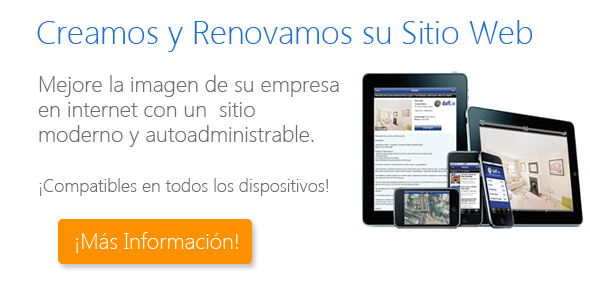 Creamos y Renovamos su Sitio Web
Mejore la imagen de su empresa
en internet con un sitio
moderno y autoadministrable.
¡Compatibles en todos los dispositivos!
¡Más Información!